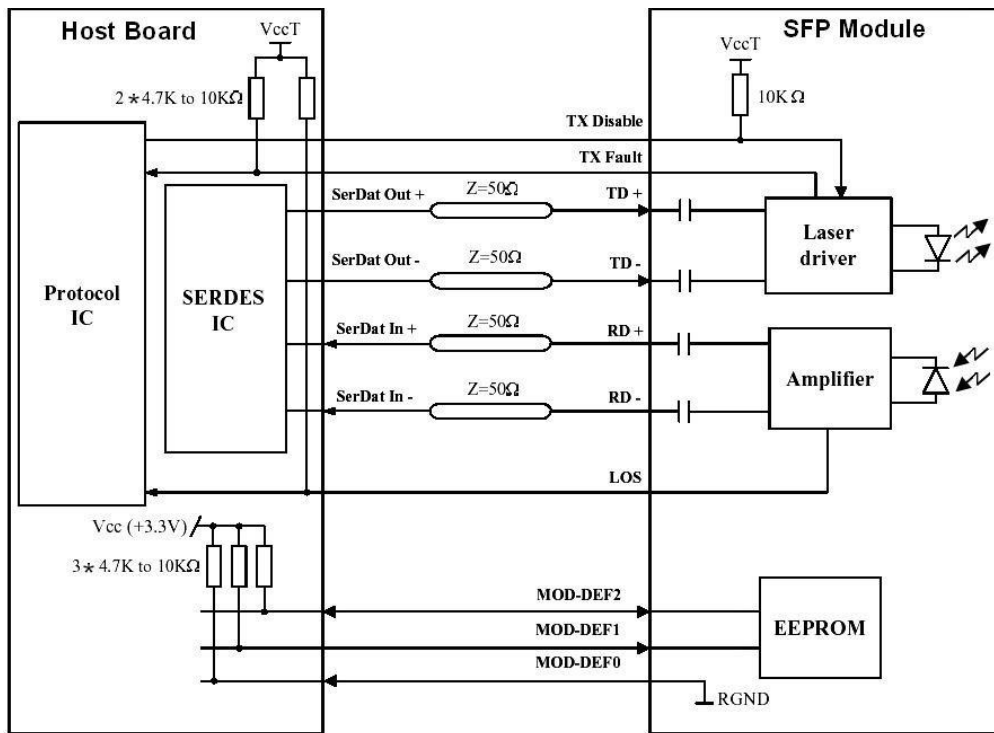 Host Board
SFP Module
VccT
VccT
2*4.7K to 10KΩ
10KΩ
TX Disable
TX Fault
SerDat Out +
Z=50Ω
TD +
SerDat Out -
Z=50Ω
TD -
Laser
driver
Protocol
IC
SERDES
IC
SerDat In +
Z=50Ω
RD +
SerDat In -
Z=50Ω
RD -
Amplifier
LOS
Vcc (+3.3V)
3*4.7K to 10KΩ
MOD-DEF2
MOD-DEF1
MOD-DEF0
EEPROM
RGND